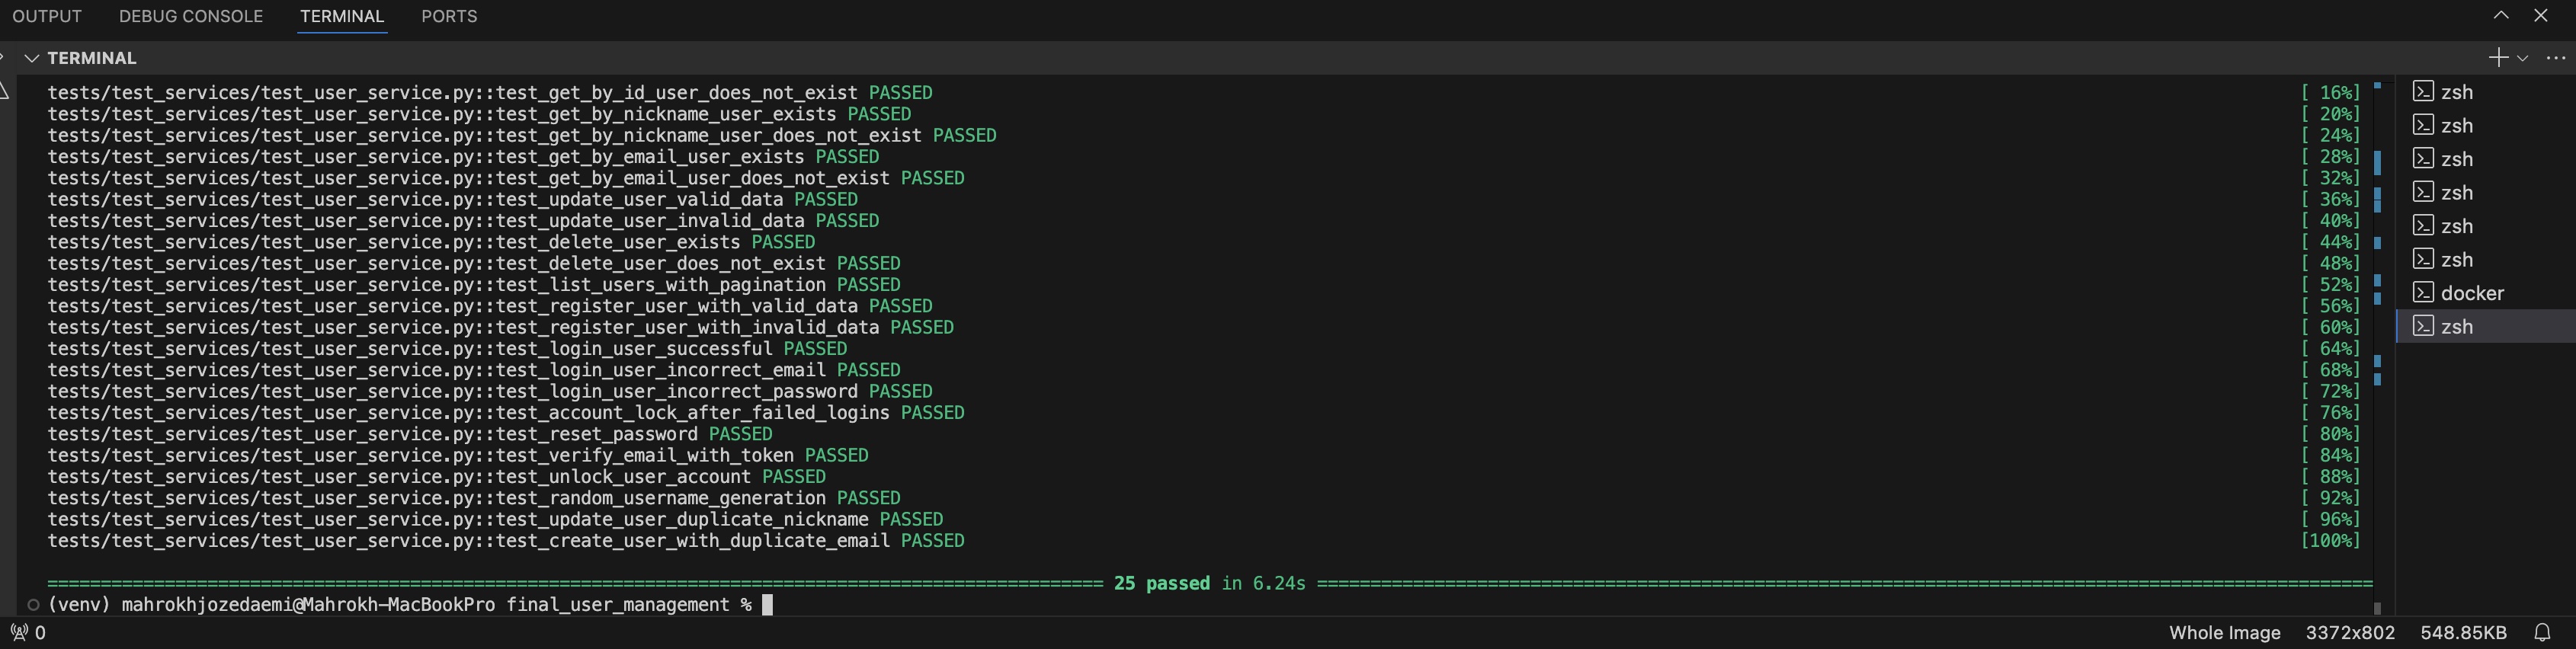 OUTPUT DEBUG CONSOLE TERMINAL PORTS
TERMINAL
tests/test_services/test_user_service.py::test_get_by_id_user_does_not_exist PASSED [ 16%]
tests/test_services/test_user_service.py::test_get_by_nickname_user_exists PASSED [ 20%]
tests/test_services/test_user_service.py::test_get_by_nickname_user_does_not_exist PASSED [ 24%]
tests/test_services/test_user_service.py::test_get_by_email_user_exists PASSED [ 28%]
tests/test_services/test_user_service.py::test_get_by_email_user_does_not_exist PASSED [ 32%]
tests/test_services/test_user_service.py::test_update_user_valid_data PASSED [ 36%]
tests/test_services/test_user_service.py::test_update_user_invalid_data PASSED [ 40%]
tests/test_services/test_user_service.py::test_delete_user_exists PASSED [ 44%]
tests/test_services/test_user_service.py::test_delete_user_does_not_exist PASSED [ 48%]
tests/test_services/test_user_service.py::test_list_users_with_pagination PASSED [ 52%]
tests/test_services/test_user_service.py::test_register_user_with_valid_data PASSED [ 56%]
tests/test_services/test_user_service.py::test_register_user_with_invalid_data PASSED [ 60%]
tests/test_services/test_user_service.py::test_login_user_successful PASSED [ 64%]
tests/test_services/test_user_service.py::test_login_user_incorrect_email PASSED [ 68%]
tests/test_services/test_user_service.py::test_login_user_incorrect_password PASSED [ 72%]
tests/test_services/test_user_service.py::test_account_lock_after_failed_logins PASSED [ 76%]
tests/test_services/test_user_service.py::test_reset_password PASSED [ 80%]
tests/test_services/test_user_service.py::test_verify_email_with_token PASSED [ 84%]
tests/test_services/test_user_service.py::test_unlock_user_account PASSED [ 88%]
tests/test_services/test_user_service.py::test_random_username_generation PASSED [ 92%]
tests/test_services/test_user_service.py::test_update_user_duplicate_nickname PASSED [ 96%]
tests/test_services/test_user_service.py::test_create_user_with_duplicate_email PASSED [100%]
25 passed in 6.24s
(venv) mahrokhjozedaemi@Mahrokh-MacBookPro final_user_management %
zsh
zsh
zsh
zsh
zsh
zsh
docker
zsh
0 Whole Image 3372x802 548.85KB